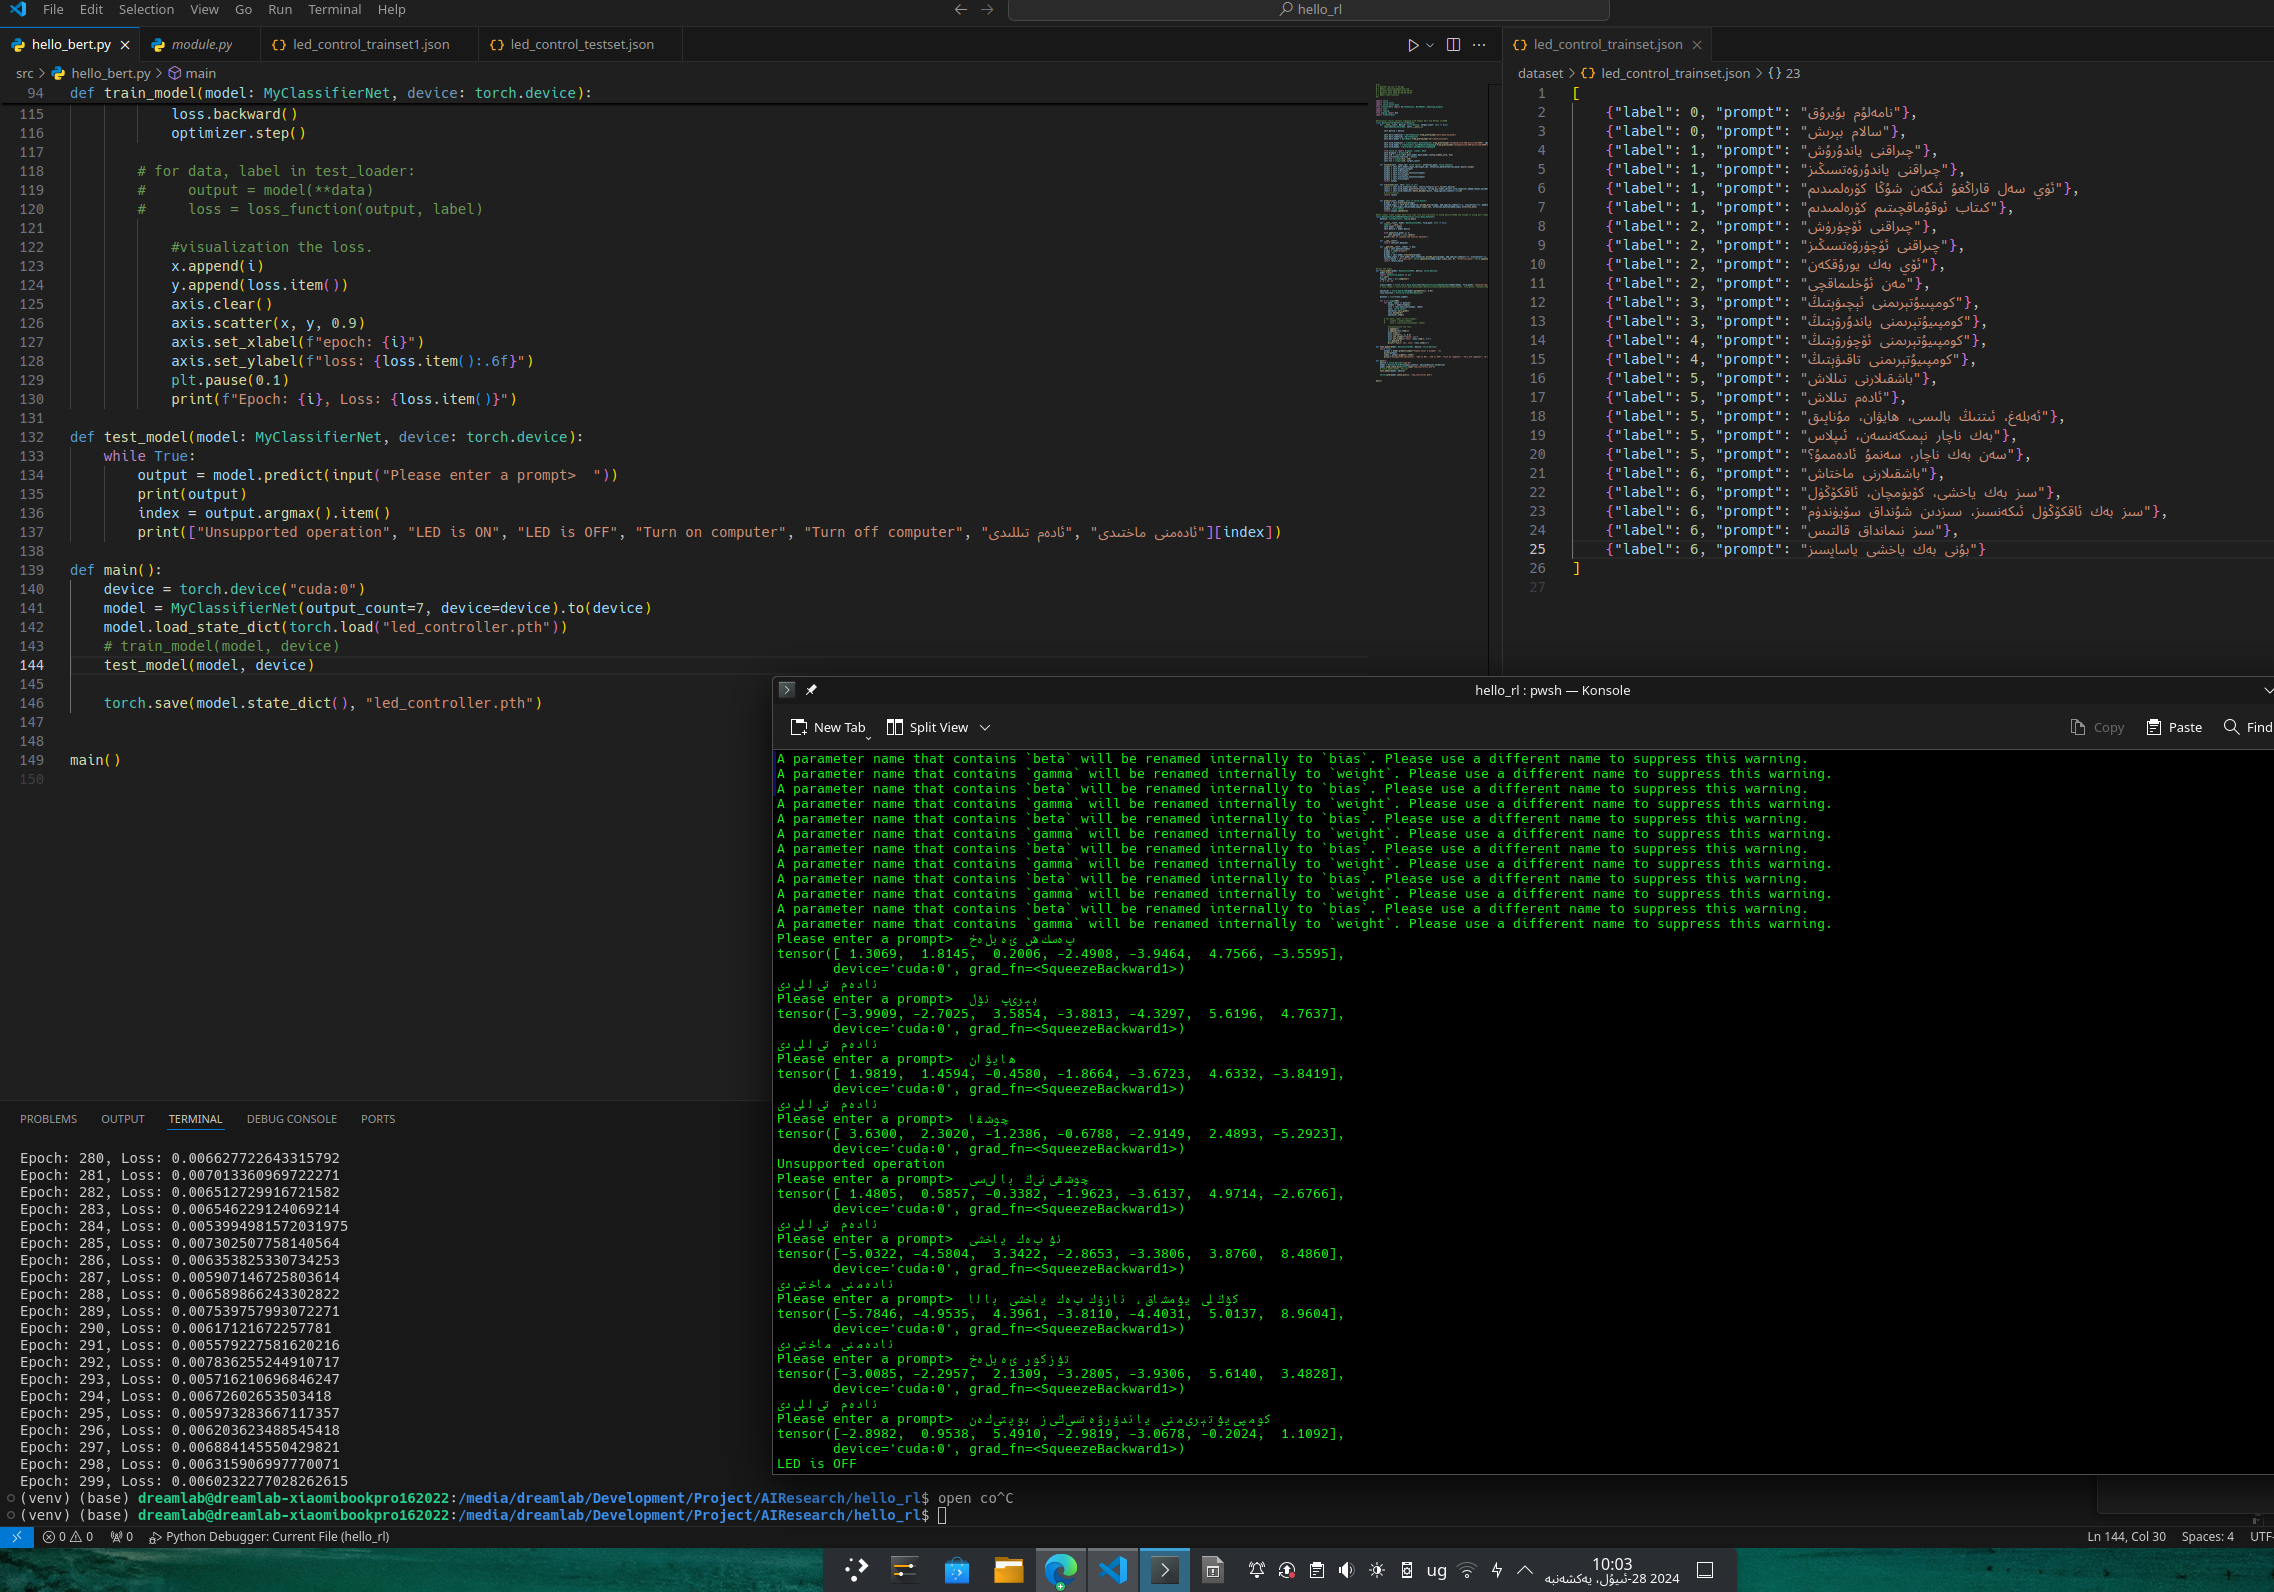 File Edit Selection View Go Run Terminal Help
hello_rl
hello_bert.py
module.py
led_control_trainset1.json
led_control_testset.json
src > hello_bert.py > main
94 def train_model(model: MyClassifierNet, device: torch.device):
115 loss.backward()
116 optimizer.step()
117
118 # for data, label in test_loader:
119 #     output = model(**data)
120 #     loss = loss_function(output, label)
121
122 #visualization the loss.
123 x.append(i)
124 y.append(loss.item())
125 axis.clear()
126 axis.scatter(x, y, 0.9)
127 axis.set_xlabel(f"epoch: {i}")
128 axis.set_ylabel(f"loss: {loss.item():.6f}")
129 plt.pause(0.1)
130 print(f"Epoch: {i}, Loss: {loss.item()}")
131
132 def test_model(model: MyClassifierNet, device: torch.device):
133 while True:
134 output = model.predict(input("Please enter a prompt>  "))
135 print(output)
136 index = output.argmax().item()
137 print(["Unsupported operation", "LED is ON", "LED is OFF", "Turn on computer", "Turn off computer", "ئادەم تىللىدى", "ئادەمنى ماختىدى"][index])
138
139 def main():
140 device = torch.device("cuda:0")
141 model = MyClassifierNet(output_count=7, device=device).to(device)
142 model.load_state_dict(torch.load("led_controller.pth"))
143 # train_model(model, device)
144 test_model(model, device)
145
146 torch.save(model.state_dict(), "led_controller.pth")
147
148
149 main()
150
led_control_trainset.json
dataset > {} led_control_trainset.json > {} 23
1 [
2 {"label": 0, "prompt": "نامەلۇم بۇيرۇق"},
3 {"label": 0, "prompt": "سالام بېرىش"},
4 {"label": 1, "prompt": "چىراقنى ياندۇرۇش"},
5 {"label": 1, "prompt": "چىراقنى ياندۇرۋەتسىڭىز"},
6 {"label": 1, "prompt": "ئۆي سەل قاراڭغۇ ئىكەن شۇڭا كۆرەلمىدىم"},
7 {"label": 1, "prompt": "كىتاب ئوقۇماقچىتىم كۆرەلمىدىم"},
8 {"label": 2, "prompt": "چىراقنى ئۆچۈرۈش"},
9 {"label": 2, "prompt": "چىراقنى ئۆچۈرۋەتسىڭىز"},
10 {"label": 2, "prompt": "ئۆي بەك يورۇقكەن"},
11 {"label": 2, "prompt": "مەن ئۇخلىماقچى"},
12 {"label": 3, "prompt": "كومپىيۇتېرىمنى ئېچىۋېتىڭ"},
13 {"label": 3, "prompt": "كومپىيۇتېرىمنى ياندۇرۇۋېتىڭ"},
14 {"label": 4, "prompt": "كومپىيۇتېرىمنى ئۆچۈرۈۋېتىڭ"},
15 {"label": 4, "prompt": "كومپىيۇتېرىمنى تاقىۋېتىڭ"},
16 {"label": 5, "prompt": "باشقىلارنى تىللاش"},
17 {"label": 5, "prompt": "ئادەم تىللاش"},
18 {"label": 5, "prompt": "ئەبلەغ، ئىتنىڭ بالىسى، ھايۋان، مۇناپىق"},
19 {"label": 5, "prompt": "بەك ناچار نېمىكەنسەن، ئىپلاس"},
20 {"label": 5, "prompt": "سەن بەك ناچار، سەنمۇ ئادەممۇ؟"},
21 {"label": 6, "prompt": "باشقىلارنى ماختاش"},
22 {"label": 6, "prompt": "سىز بەك ياخشى، كۆيۈمچان، ئاقكۆڭۈل"},
23 {"label": 6, "prompt": "سىز بەك ئاقكۆڭۈل ئىكەنسىز، سىزدىن شۇنداق سۆيۈندۈم"},
24 {"label": 6, "prompt": "سىز نىمانداق قالتىس"},
25 {"label": 6, "prompt": "بۇنى بەك ياخشى ياساپسىز"}
26 ]
27
hello_rl : pwsh — Konsole
New Tab Split View Copy Paste Find
A parameter name that contains `beta` will be renamed internally to `bias`. Please use a different name to suppress this warning.
A parameter name that contains `gamma` will be renamed internally to `weight`. Please use a different name to suppress this warning.
A parameter name that contains `beta` will be renamed internally to `bias`. Please use a different name to suppress this warning.
A parameter name that contains `gamma` will be renamed internally to `weight`. Please use a different name to suppress this warning.
A parameter name that contains `beta` will be renamed internally to `bias`. Please use a different name to suppress this warning.
A parameter name that contains `gamma` will be renamed internally to `weight`. Please use a different name to suppress this warning.
A parameter name that contains `beta` will be renamed internally to `bias`. Please use a different name to suppress this warning.
A parameter name that contains `gamma` will be renamed internally to `weight`. Please use a different name to suppress this warning.
A parameter name that contains `beta` will be renamed internally to `bias`. Please use a different name to suppress this warning.
A parameter name that contains `gamma` will be renamed internally to `weight`. Please use a different name to suppress this warning.
A parameter name that contains `beta` will be renamed internally to `bias`. Please use a different name to suppress this warning.
A parameter name that contains `gamma` will be renamed internally to `weight`. Please use a different name to suppress this warning.
Please enter a prompt>  پەسكەش
tensor([ 1.3069,  1.8145,  0.2006, -2.4908, -3.9464,  4.7566, -3.5595],
device='cuda:0', grad_fn=<SqueezeBackward1>)
ئادەم تىللىدى
Please enter a prompt>  بېرىپ ئۆل
tensor([-3.9909, -2.7025,  3.5854, -3.8813, -4.3297,  5.6196,  4.7637],
device='cuda:0', grad_fn=<SqueezeBackward1>)
ئادەم تىللىدى
Please enter a prompt>  ھايۋان
tensor([ 1.9819,  1.4594, -0.4580, -1.8664, -3.6723,  4.6332, -3.8419],
device='cuda:0', grad_fn=<SqueezeBackward1>)
ئادەم تىللىدى
Please enter a prompt>  چوشقا
tensor([ 3.6300,  2.3020, -1.2386, -0.6788, -2.9149,  2.4893, -5.2923],
device='cuda:0', grad_fn=<SqueezeBackward1>)
Unsupported operation
Please enter a prompt>  چوشقىنىڭ بالىسى
tensor([ 1.4805,  0.5857, -0.3382, -1.9623, -3.6137,  4.9714, -2.6766],
device='cuda:0', grad_fn=<SqueezeBackward1>)
ئادەم تىللىدى
Please enter a prompt>  ئۇ بەك ياخشى
tensor([-5.0322, -4.5804,  3.3422, -2.8653, -3.3806,  3.8760,  8.4860],
device='cuda:0', grad_fn=<SqueezeBackward1>)
ئادەمنى ماختىدى
Please enter a prompt>  كۆڭلى يۇمشاق، نازۇك بەك ياخشى بالا
tensor([-5.7846, -4.9535,  4.3961, -3.8110, -4.4031,  5.0137,  8.9604],
device='cuda:0', grad_fn=<SqueezeBackward1>)
ئادەمنى ماختىدى
Please enter a prompt>  تۇزكور
tensor([-3.0085, -2.2957,  2.1309, -3.2805, -3.9306,  5.6140,  3.4828],
device='cuda:0', grad_fn=<SqueezeBackward1>)
ئادەم تىللىدى
Please enter a prompt>  كومپىيۇتېرىمنى ياندۇرۇۋەتسىڭىز بوپتىكەن
tensor([-2.8982,  0.9538,  5.4910, -2.9819, -3.0678, -0.2024,  1.1092],
device='cuda:0', grad_fn=<SqueezeBackward1>)
LED is OFF
PROBLEMS OUTPUT TERMINAL DEBUG CONSOLE PORTS
Epoch: 280, Loss: 0.006627722643315792
Epoch: 281, Loss: 0.007013360969722271
Epoch: 282, Loss: 0.006512729916721582
Epoch: 283, Loss: 0.006546229124069214
Epoch: 284, Loss: 0.0053994981572031975
Epoch: 285, Loss: 0.007302507758140564
Epoch: 286, Loss: 0.006353825330734253
Epoch: 287, Loss: 0.005907146725803614
Epoch: 288, Loss: 0.006589866243302822
Epoch: 289, Loss: 0.007539757993072271
Epoch: 290, Loss: 0.00617121672257781
Epoch: 291, Loss: 0.005579227581620216
Epoch: 292, Loss: 0.007836255244910717
Epoch: 293, Loss: 0.005716210696846247
Epoch: 294, Loss: 0.00672602653503418
Epoch: 295, Loss: 0.005973283667117357
Epoch: 296, Loss: 0.006203623488545418
Epoch: 297, Loss: 0.006884145550429821
Epoch: 298, Loss: 0.006315906997770071
Epoch: 299, Loss: 0.0060232277028262615
(venv) (base) dreamlab@dreamlab-xiaomibookpro162022:/media/dreamlab/Development/Project/AIResearch/hello_rl$ open co^C
(venv) (base) dreamlab@dreamlab-xiaomibookpro162022:/media/dreamlab/Development/Project/AIResearch/hello_rl$
0 0 0 Python Debugger: Current File (hello_rl)
Ln 144, Col 30 Spaces: 4 UTF-
ug
10:03
2024 28-ئىيۇل، يەكشەنبە